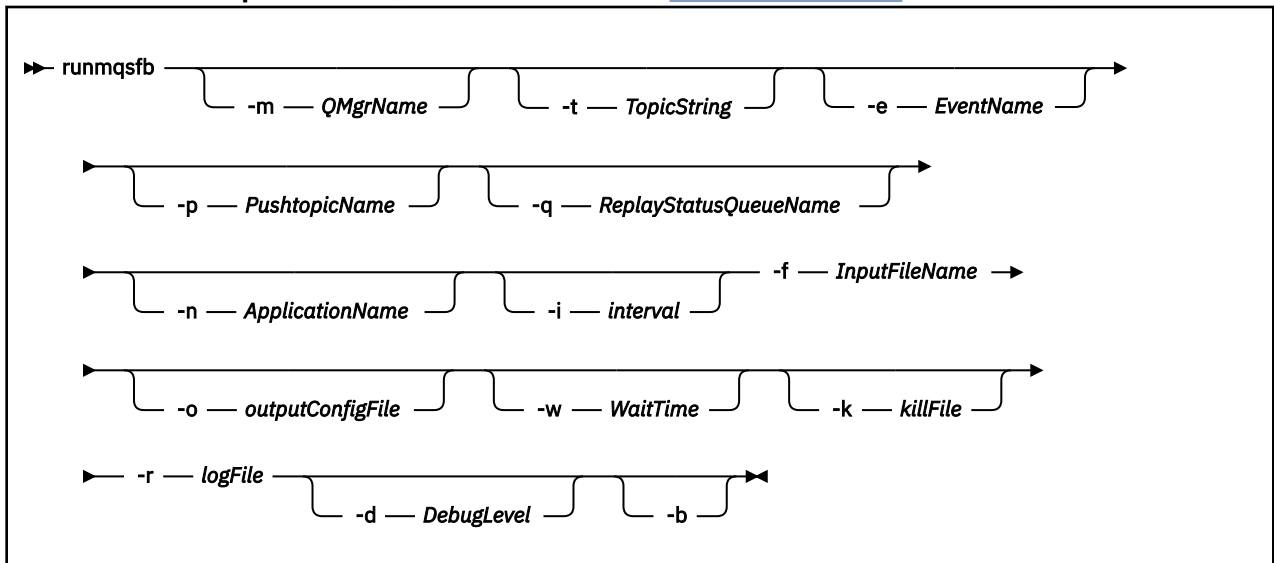 runmqsfb
-m QMgrName -t TopicString -e EventName
-p PushtopicName -q ReplayStatusQueueName
-f InputFileName
-n ApplicationName -i interval
-o outputConfigFile -w WaitTime -k killFile
-r logFile
-d DebugLevel -b